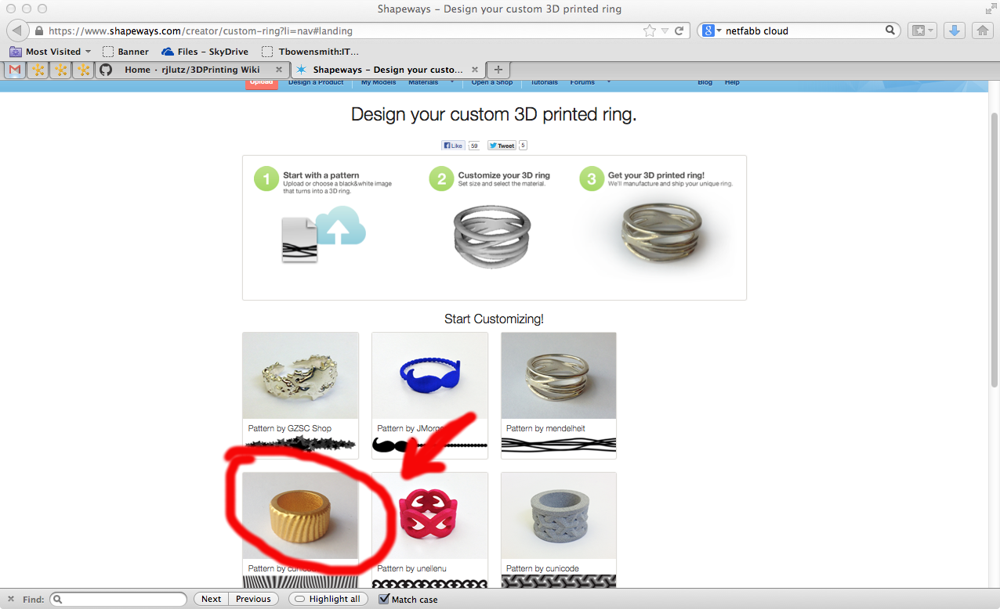 Shapeways – Design your custom 3D printed ring
https://www.shapeways.com/creator/custom-ring?li=nav#landing
netfabb cloud
Most Visited
Banner
Files – SkyDrive
Tbowensmith:IT...
Home · rjlutz/3DPrinting Wiki
Shapeways – Design your custo...
Upload
Design a Product
My Models
Materials
Open a Shop
Tutorials
Forums
Blog
Help
Design your custom 3D printed ring.
Like 59
Tweet 5
1 Start with a pattern
Upload or choose a black&white image
that turns into a 3D ring.
2 Customize your 3D ring
Set size and select the material.
3 Get your 3D printed ring!
We'll manufacture and ship your unique ring.
Start Customizing!
Pattern by GZSC Shop
Pattern by
Pattern by mendelheit
Pattern by
Pattern by unellenu
Pattern by cunicode
Find:
Next
Previous
Highlight all
Match case